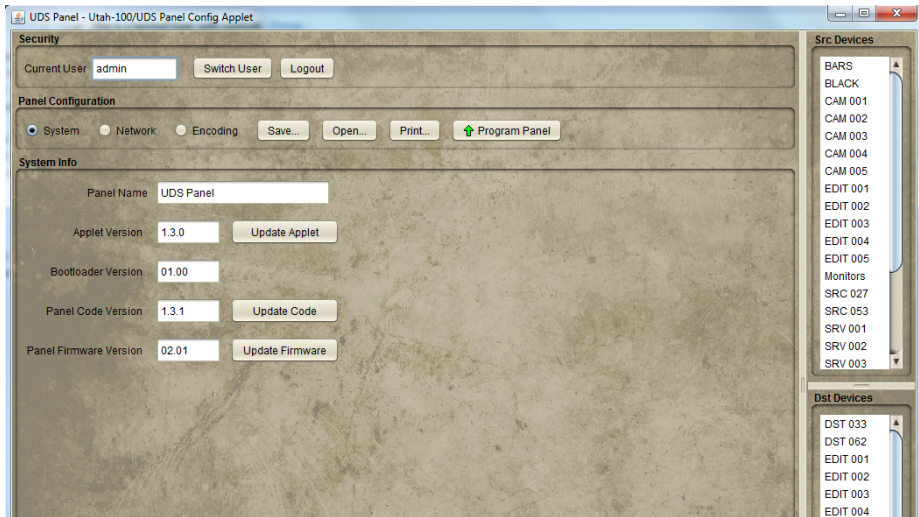 UDS Panel - Utah-100/UDS Panel Config Applet
Security
Current User admin Switch User Logout
Panel Configuration
System Network Encoding Save... Open... Print... Program Panel
System Info
Panel Name UDS Panel
Applet Version 1.3.0 Update Applet
Bootloader Version 01.00
Panel Code Version 1.3.1 Update Code
Panel Firmware Version 02.01 Update Firmware
Src Devices
BARS
BLACK
CAM 001
CAM 002
CAM 003
CAM 004
CAM 005
EDIT 001
EDIT 002
EDIT 003
EDIT 004
EDIT 005
Monitors
SRC 027
SRC 053
SRV 001
SRV 002
SRV 003
Dst Devices
DST 033
DST 062
EDIT 001
EDIT 002
EDIT 003
EDIT 004